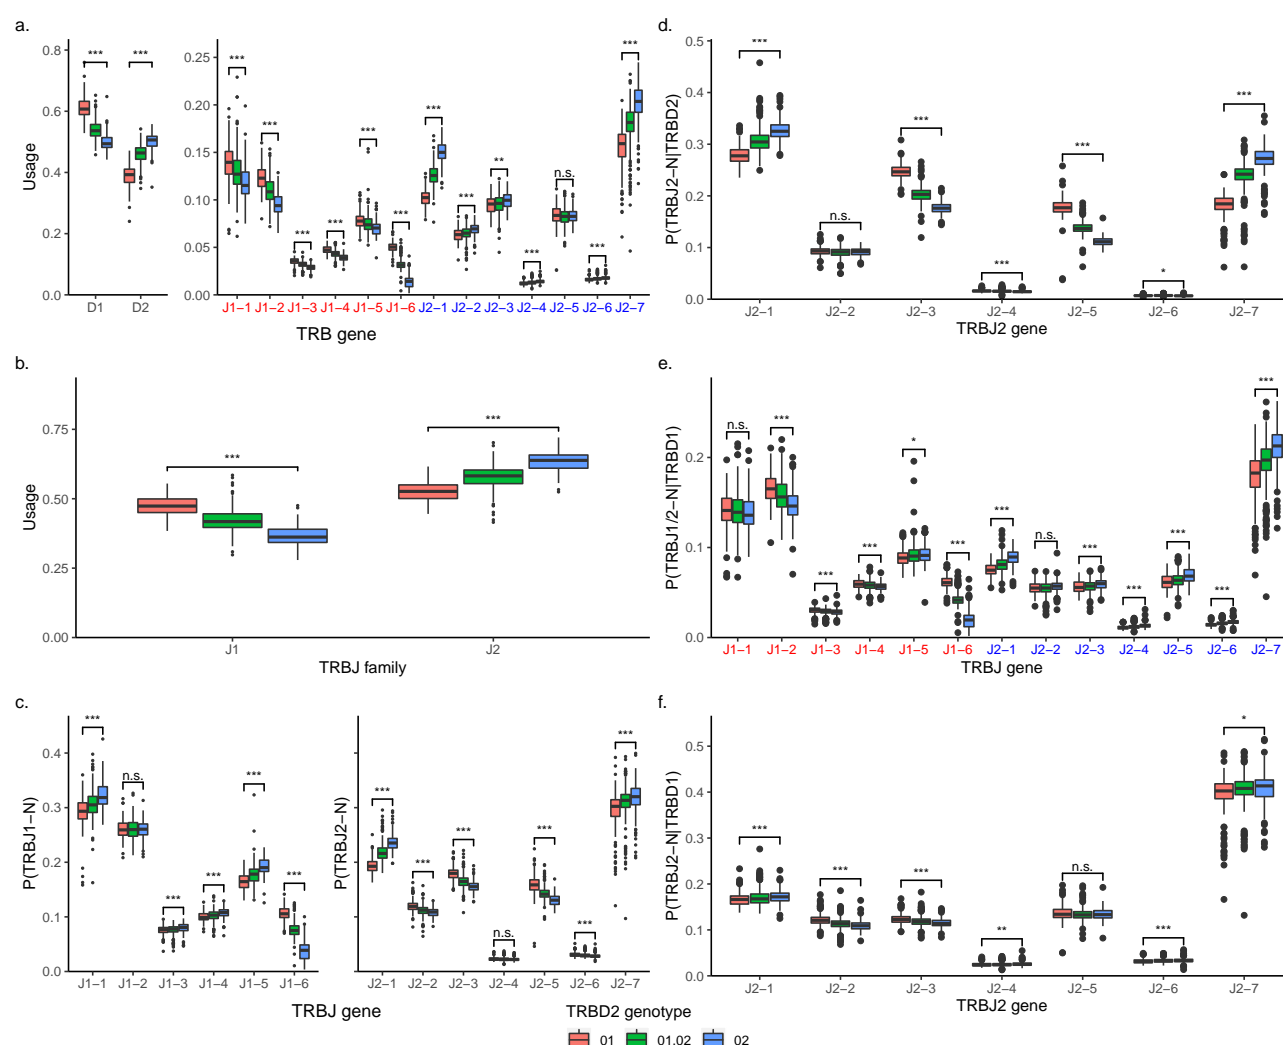 a.
Usage
0.8
0.6
0.4
0.2
0.0
*** ***
D1 D2
0.25
0.20
0.15
0.10
0.05
0.00
*** *** *** *** *** *** *** *** ** *** n.s. *** ***
J1−1 J1−2 J1−3 J1−4 J1−5 J1−6 J2−1 J2−2 J2−3 J2−4 J2−5 J2−6 J2−7
TRB gene
b.
Usage
0.75
0.50
0.25
0.00
*** ***
J1 J2
TRBJ family
c.
P(TRBJ1−N)
0.4
0.3
0.2
0.1
0.0
*** n.s. *** *** *** ***
J1−1 J1−2 J1−3 J1−4 J1−5 J1−6
P(TRBJ2−N)
*** *** *** n.s. *** *** ***
J2−1 J2−2 J2−3 J2−4 J2−5 J2−6 J2−7
TRBJ gene
d.
P(TRBJ2−N|TRBD2)
0.5
0.4
0.3
0.2
0.1
0.0
*** n.s. *** *** *** * ***
J2−1 J2−2 J2−3 J2−4 J2−5 J2−6 J2−7
TRBJ2 gene
e.
P(TRBJ1/2−N|TRBD1)
0.2
0.1
0.0
n.s. *** *** *** * *** *** n.s. *** *** *** *** ***
J1−1 J1−2 J1−3 J1−4 J1−5 J1−6 J2−1 J2−2 J2−3 J2−4 J2−5 J2−6 J2−7
TRBJ gene
f.
P(TRBJ2−N|TRBD1)
0.5
0.4
0.3
0.2
0.1
0.0
*** *** *** ** n.s. *** *
J2−1 J2−2 J2−3 J2−4 J2−5 J2−6 J2−7
TRBJ2 gene
TRBD2 genotype
01 01.02 02